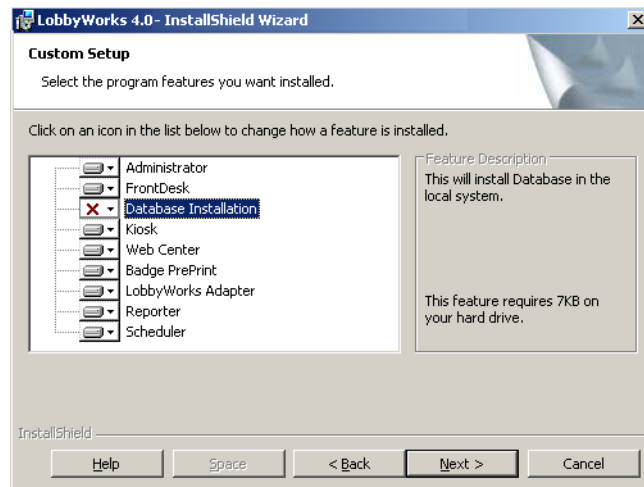 LobbyWorks 4.0- InstallShield Wizard
Custom Setup
Select the program features you want installed.
Click on an icon in the list below to change how a feature is installed.
Administrator
FrontDesk
Database Installation
Kiosk
Web Center
Badge PrePrint
LobbyWorks Adapter
Reporter
Scheduler
Feature Description
This will install Database in the
local system.
This feature requires 7KB on
your hard drive.
InstallShield
Help
Space
< Back
Next >
Cancel